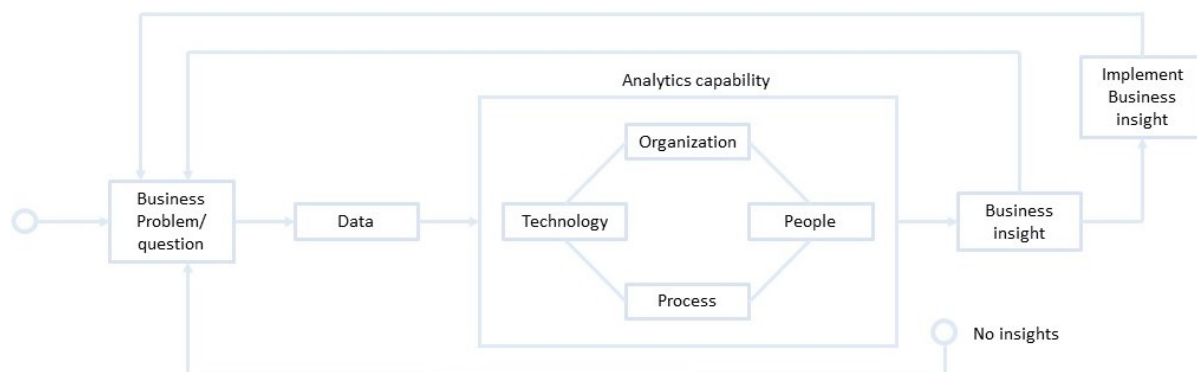 Analytics capability
Implement
Business
insight
Organization
Business
Problem/
question
Data
Technology
People
Business
insight
Process
No insights